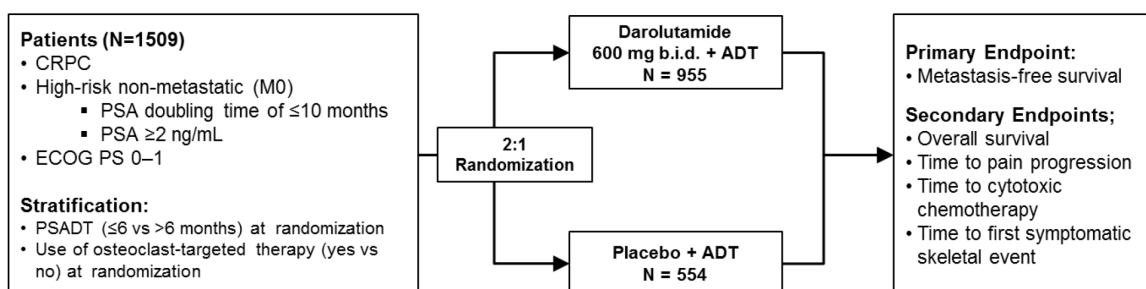 Patients (N=1509)
• CRPC
• High-risk non-metastatic (M0)
▪ PSA doubling time of ≤10 months
▪ PSA ≥2 ng/mL
• ECOG PS 0–1
Stratification:
• PSADT (≤6 vs >6 months) at randomization
• Use of osteoclast-targeted therapy (yes vs
no) at randomization
2:1
Randomization
Darolutamide
600 mg b.i.d. + ADT
N = 955
Placebo + ADT
N = 554
Primary Endpoint:
• Metastasis-free survival
Secondary Endpoints;
• Overall survival
• Time to pain progression
• Time to cytotoxic
chemotherapy
• Time to first symptomatic
skeletal event